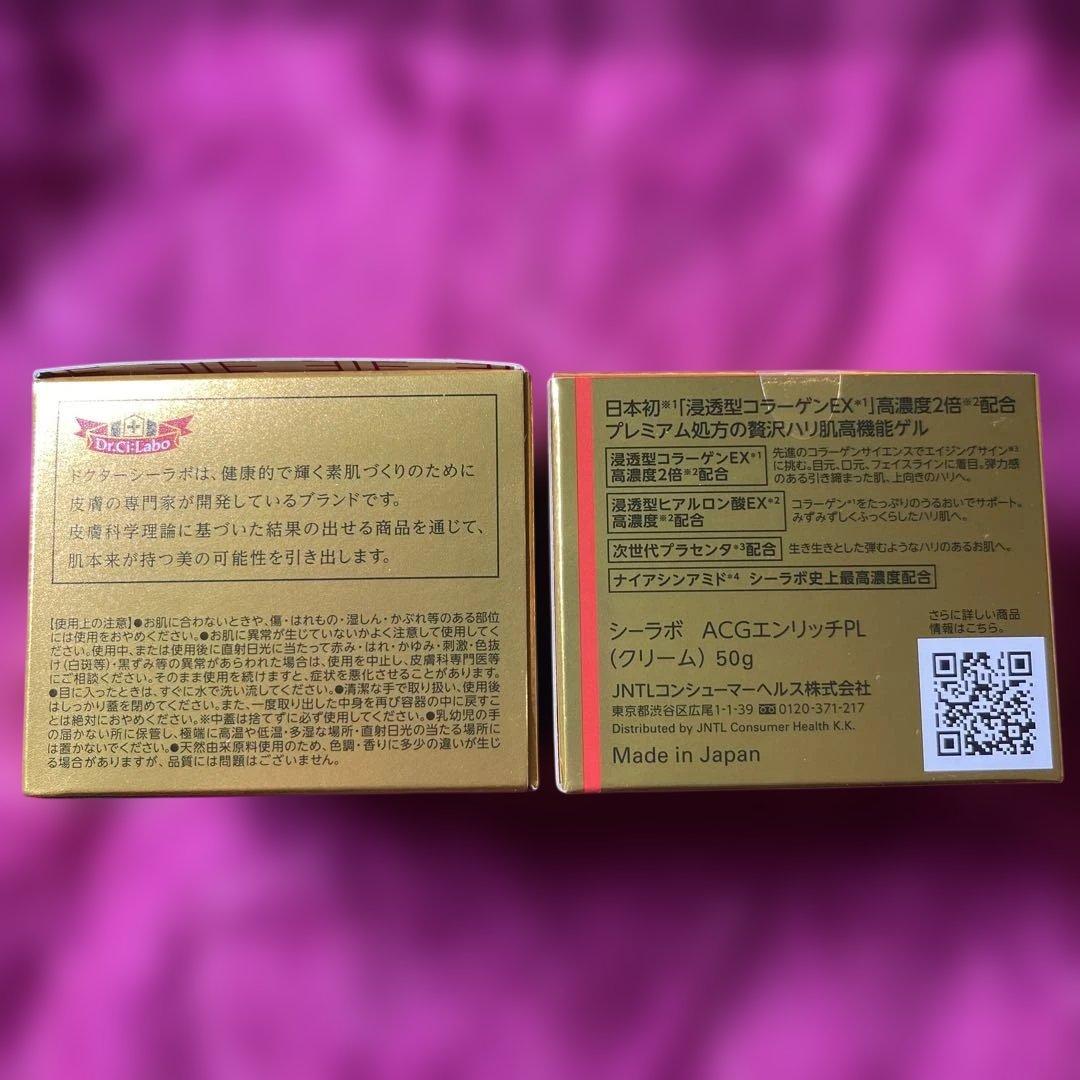 Dr.Ci:Labo
ドクターシーラボは、健康的で輝く素肌づくりのために
皮膚の専門家が開発しているブランドです。
皮膚科学理論に基づいた結果の出せる商品を通じて、
肌本来が持つ美の可能性を引き出します。
【使用上の注意】●お肌に合わないときや、傷・はれもの・湿しん・かぶれ等のある部位
には使用をおやめください。●お肌に異常が生じていないかよく注意して使用してくだ
さい。使用中、または使用後に直射日光に当たって赤み・はれ・かゆみ・刺激・色抜
け(白斑等)・黒ずみ等の異常があらわれた場合は、使用を中止し、皮膚科専門医等
にご相談ください。そのまま使用を続けますと、症状を悪化させることがあります。
●目に入ったときは、すぐに水で洗い流してください。●清潔な手で取り扱い、使用後
はしっかり蓋を閉めてください。また、一度取り出した中身を再び容器の中に戻すこ
とは絶対におやめください。※中蓋は捨てずに必ず使用してください。●乳幼児の手
の届かない所に保管し、極端に高温や低温・多湿な場所・直射日光の当たる場所に
は置かないでください。●天然由来原料使用のため、色調・香りに多少の違いが生じ
る場合がありますが、品質には問題はございません。
日本初※1「浸透型コラーゲンEX*1」高濃度2倍※2配合
プレミアム処方の贅沢ハリ肌高機能ゲル
浸透型コラーゲンEX*1
高濃度2倍※2配合
先進のコラーゲンサイエンスでエイジングサイン※3
に挑む。目元、口元、フェイスラインに着目。弾力感
のある引き締まった肌、上向きのハリへ。
浸透型ヒアルロン酸EX*2
高濃度※2配合
コラーゲン*1をたっぷりのうるおいでサポート。
みずみずしくふっくらしたハリ肌へ。
次世代プラセンタ*3配合
生き生きとした弾むようなハリのあるお肌へ。
ナイアシンアミド*4 シーラボ史上最高濃度配合
シーラボ ACGエンリッチPL
(クリーム) 50g
さらに詳しい商品
情報はこちら。
JNTLコンシューマーヘルス株式会社
東京都渋谷区広尾1-1-39 0120-371-217
Distributed by JNTL Consumer Health K.K.
Made in Japan